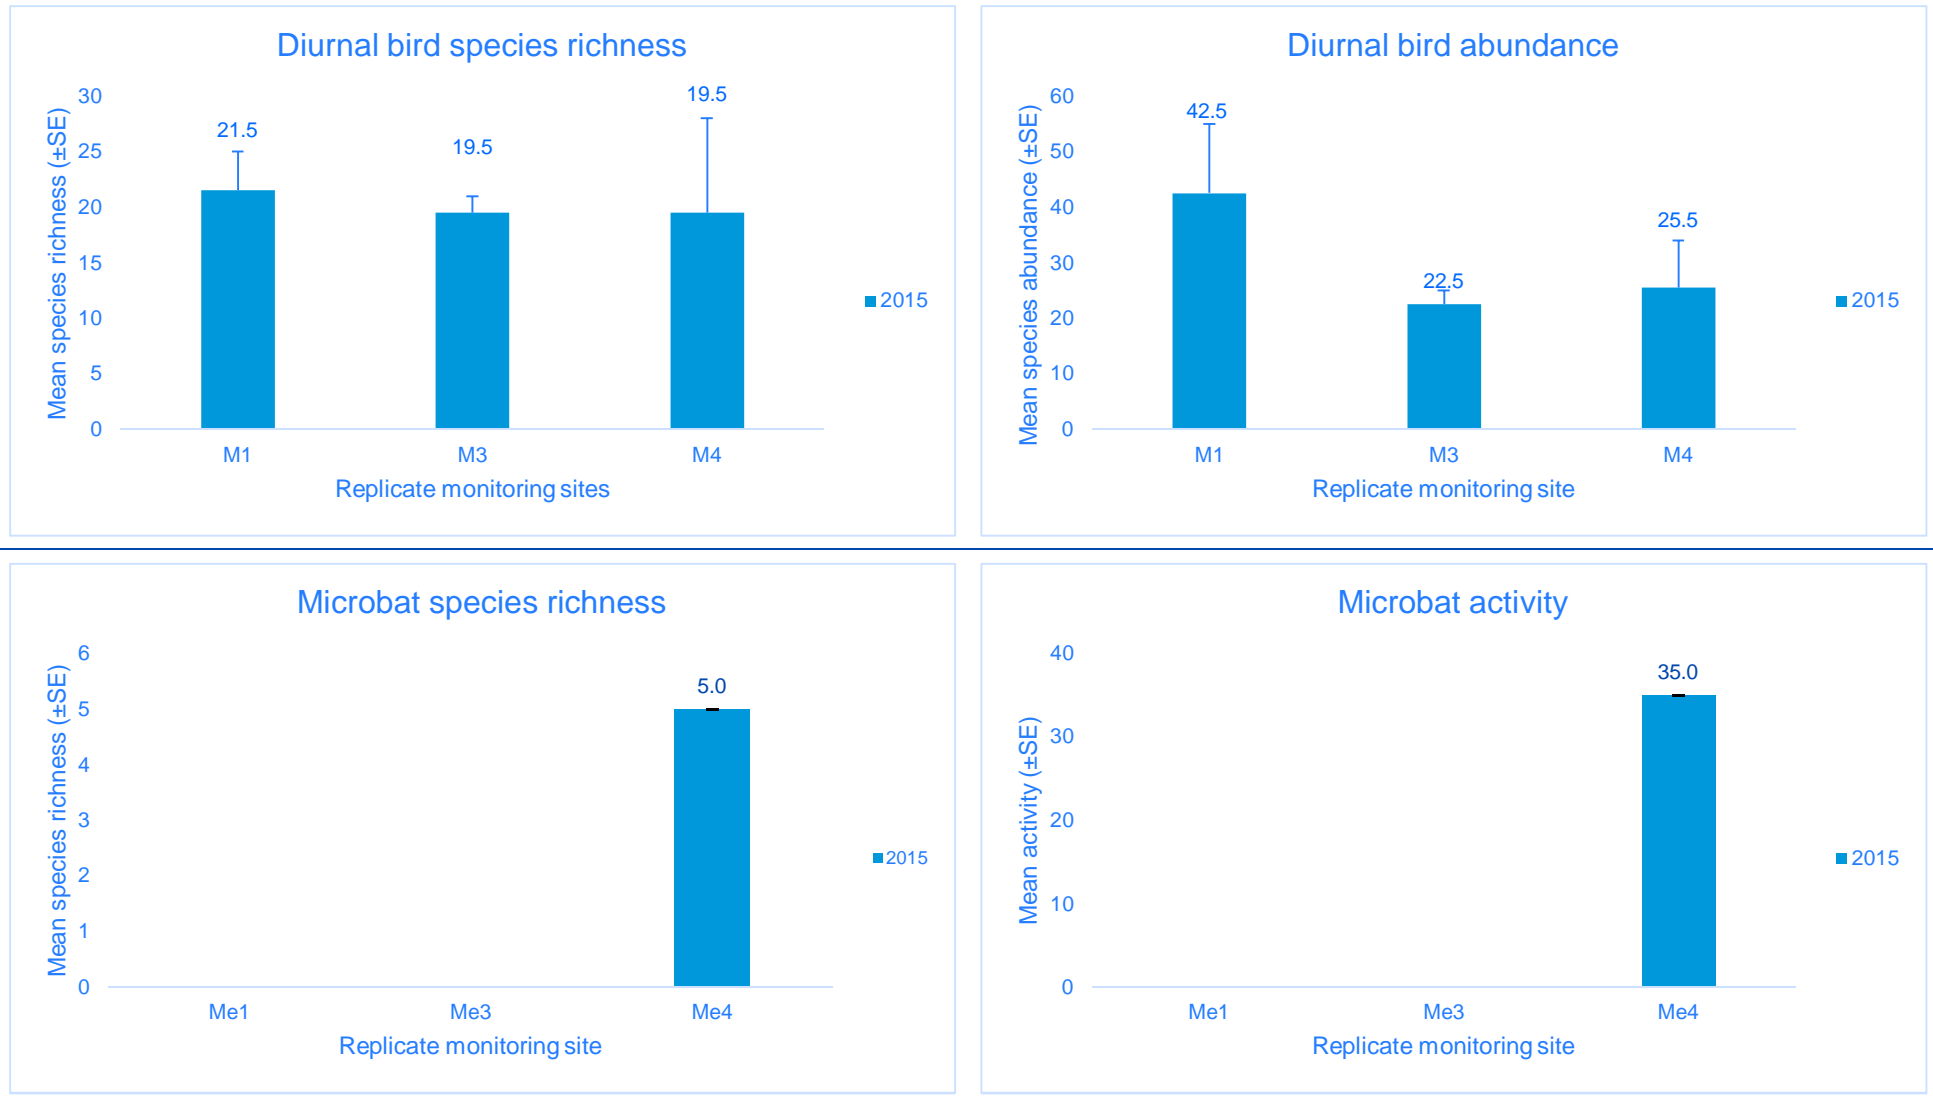 Diurnal bird species richness
Mean species richness (±SE)
30
25
20
15
10
5
0
21.5
19.5
19.5
M1
M3
M4
Replicate monitoring sites
2015
Diurnal bird abundance
Mean species abundance (±SE)
60
50
40
30
20
10
0
42.5
22.5
25.5
M1
M3
M4
Replicate monitoring site
2015
Microbat species richness
Mean species richness (±SE)
6
5
4
3
2
1
0
5.0
Me1
Me3
Me4
Replicate monitoring site
2015
Microbat activity
Mean activity (±SE)
40
30
20
10
0
35.0
Me1
Me3
Me4
Replicate monitoring site
2015